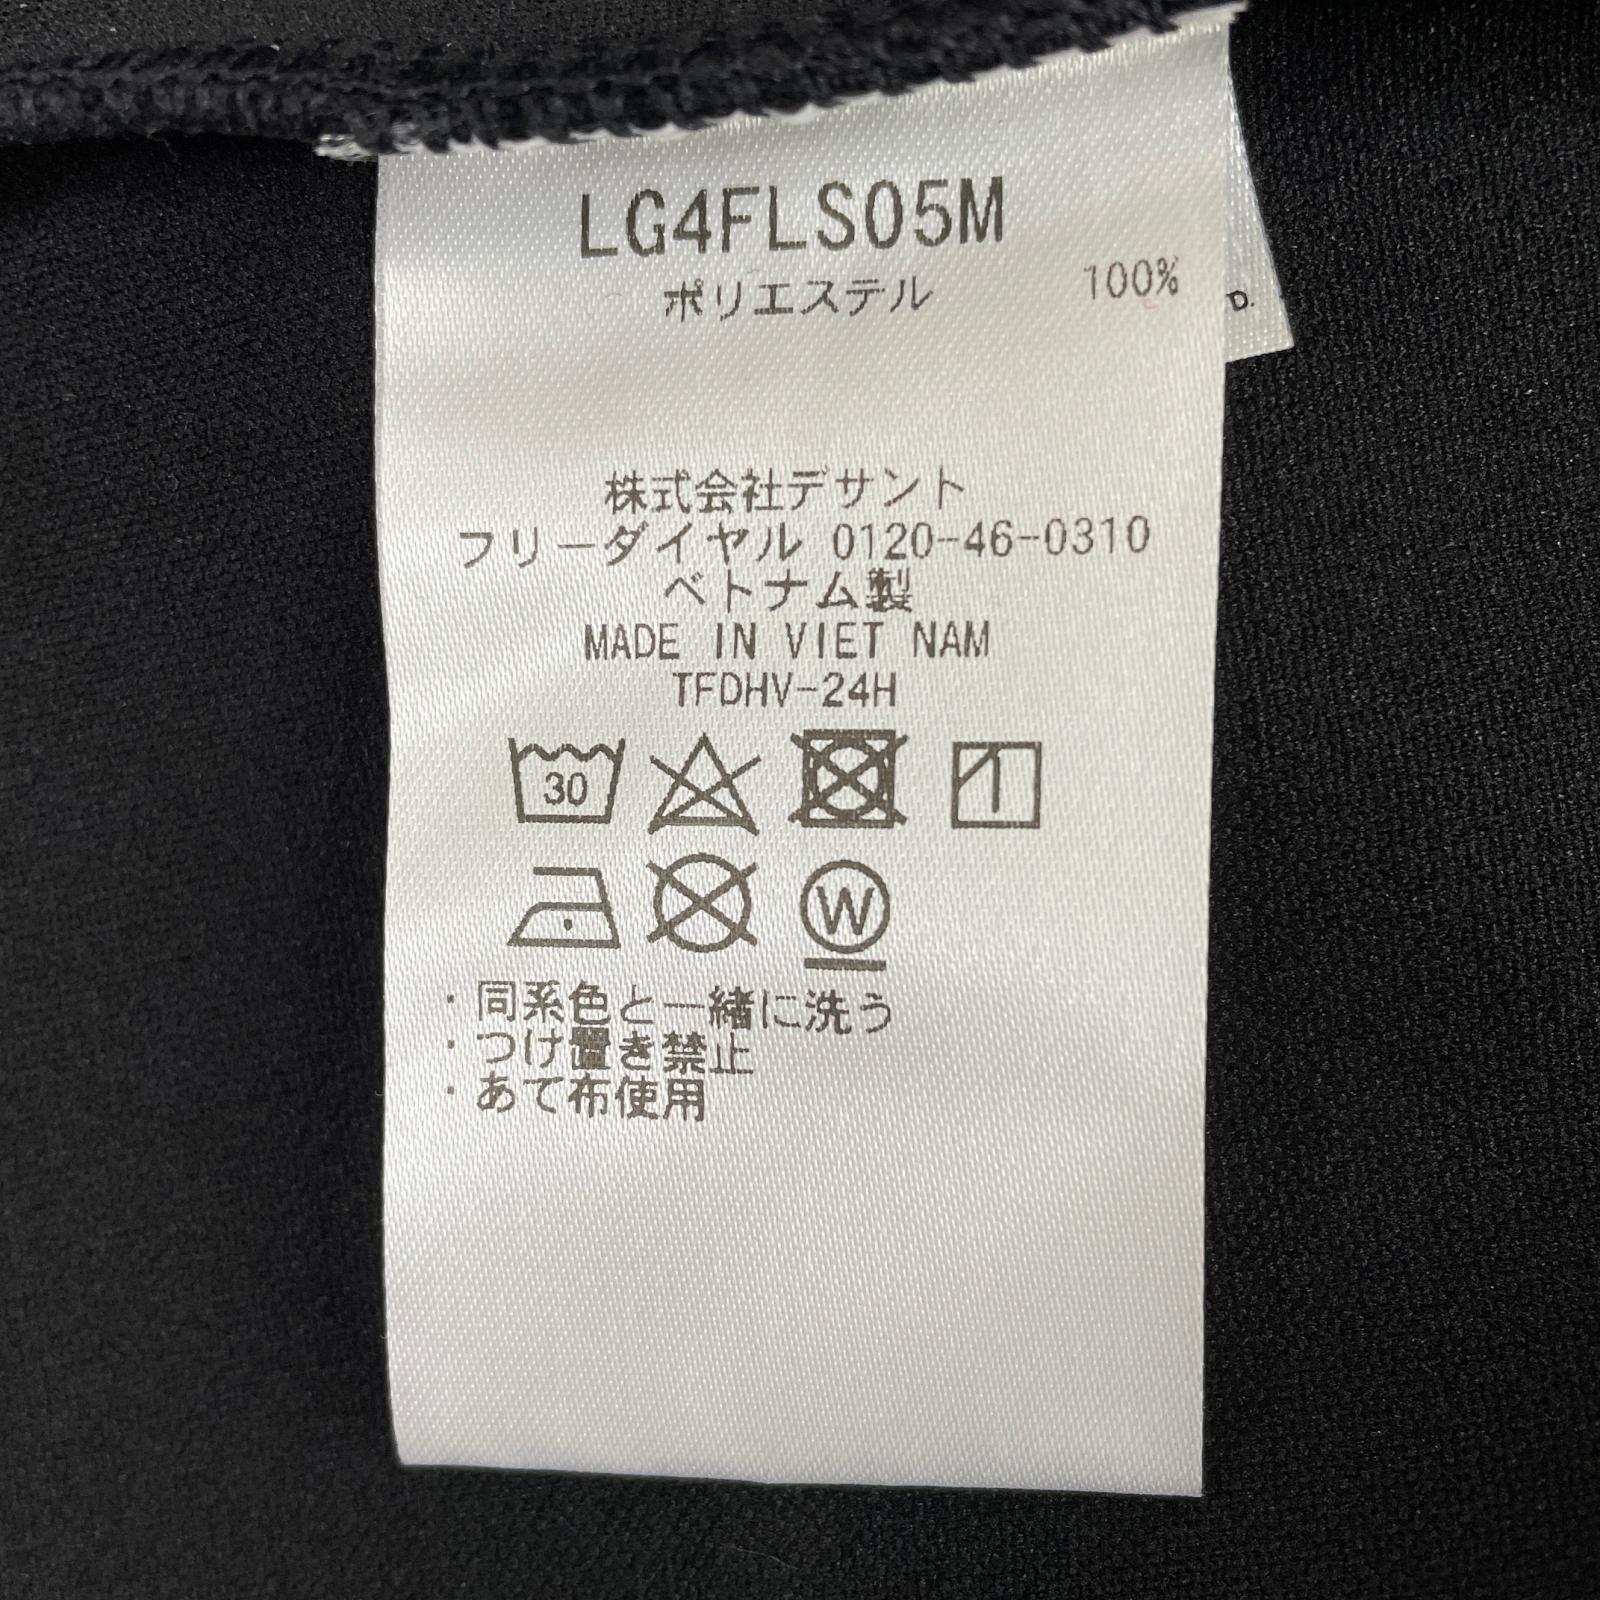 LG4FLS05M
ポリエステル 100%
D.
株式会社デサント
フリーダイヤル 0120-46-0310
ベトナム製
MADE IN VIET NAM
TFDHV-24H
30
W
・同系色と一緒に洗う
・つけ置き禁止
・あて布使用